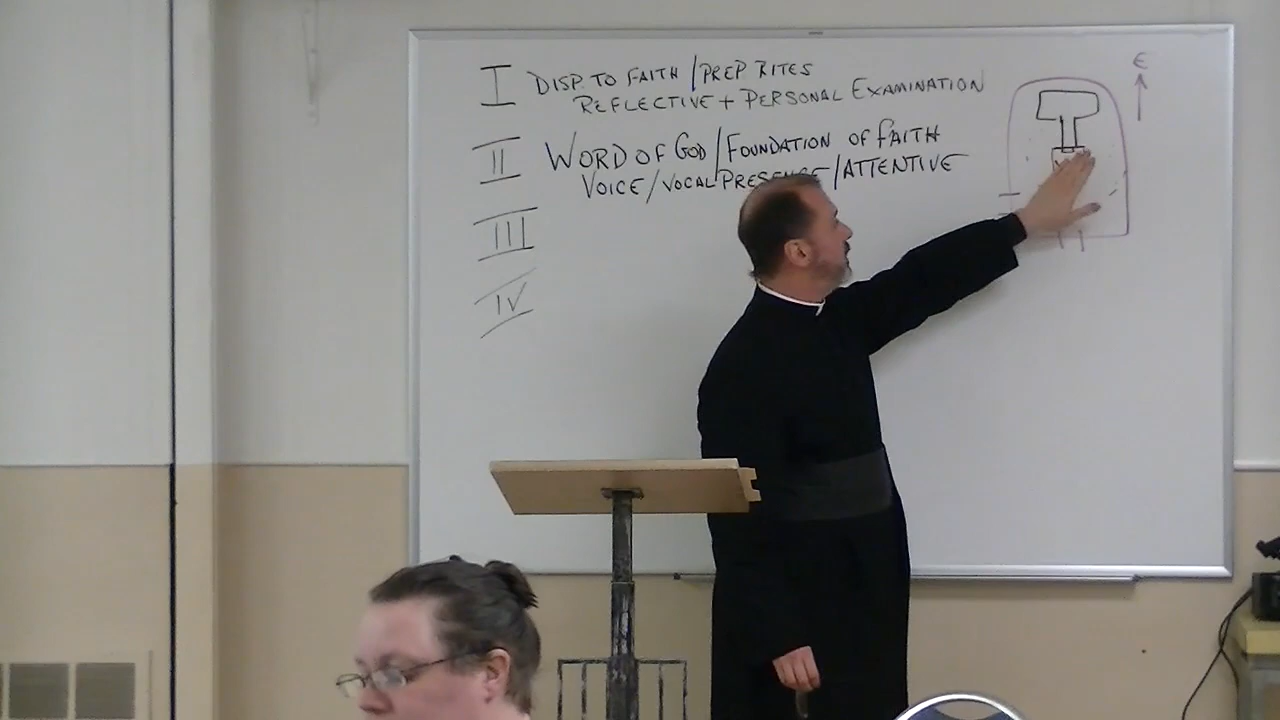 I DISP. TO FAITH / PREP RITES
REFLECTIVE + PERSONAL EXAMINATION
II WORD OF GOD / FOUNDATION OF FAITH
VOICE / VOCAL PRESENCE / ATTENTIVE
III
IV
E